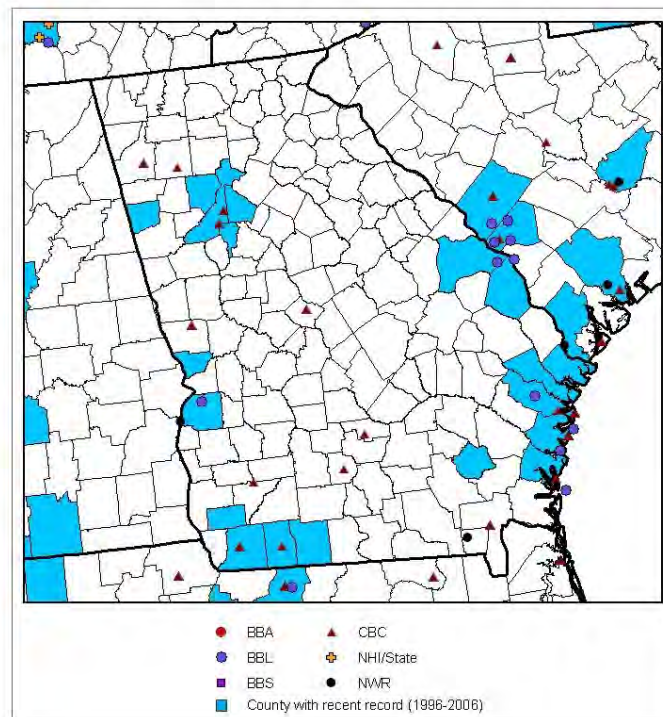 BBA
CBC
BBL
NHI/State
BBS
NWR
County with recent record (1996-2006)